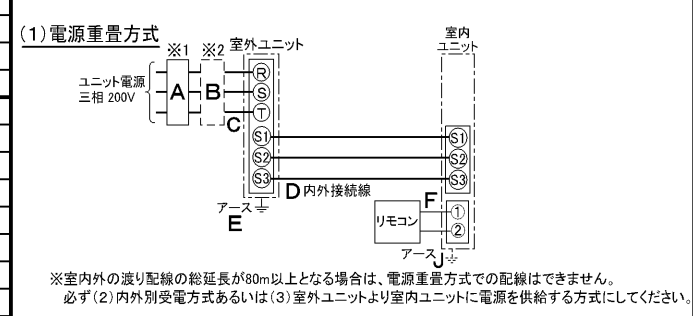 (1)電源重畳方式
※1 ※2 室外ユニット
室内
ユニット
ユニット電源
三相 200V
A
B
C
R
S
T
S1
S2
S3
S1
S2
S3
D 内外接続線
アース
E
リモコン
F
1
2
アース J
※室内外の渡り配線の総延長が80m以上となる場合は、電源重畳方式での配線はできません。
必ず(2)内外別受電方式あるいは(3)室外ユニットより室内ユニットに電源を供給する方式にしてください。